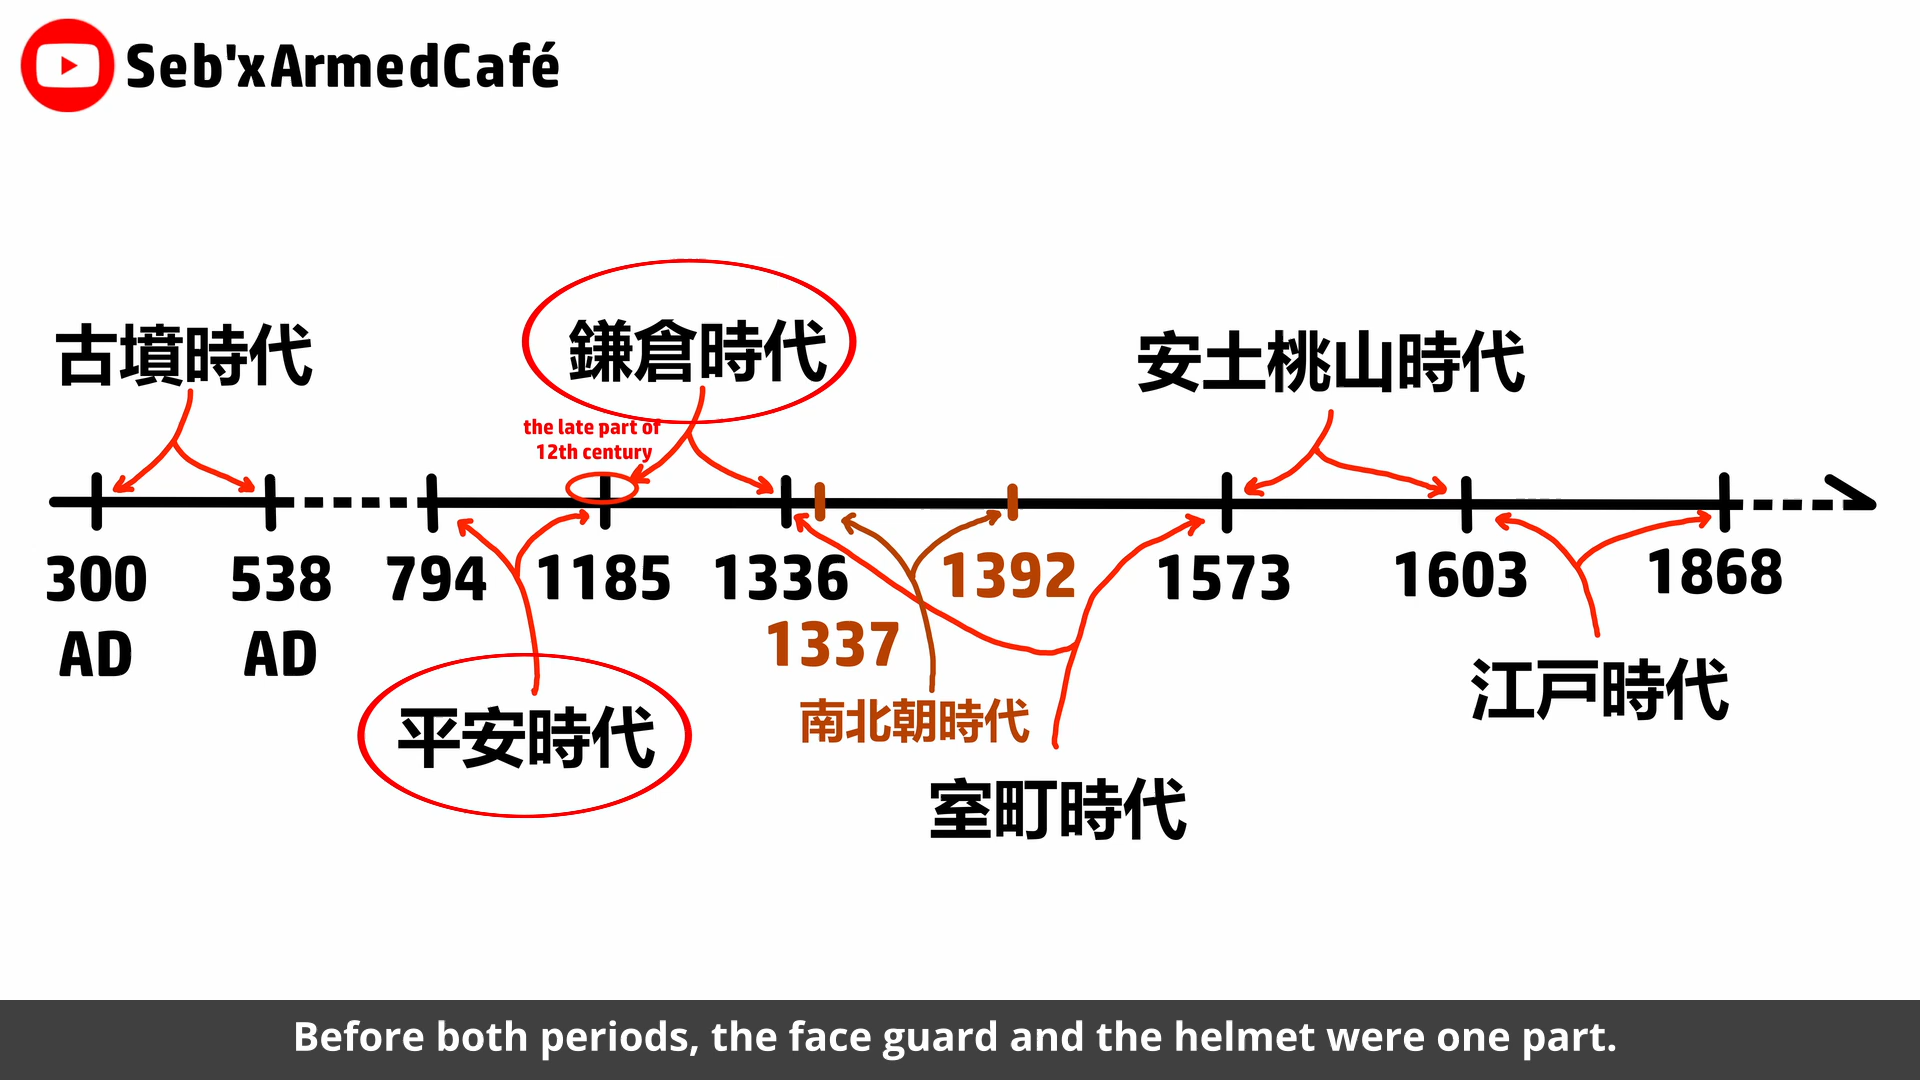 Seb'xArmedCafé
古墳時代
鎌倉時代
安土桃山時代
the late part of
12th century
300
AD
538
AD
794
1185
1336
1337
1392
1573
1603
1868
平安時代
南北朝時代
室町時代
江戸時代
Before both periods, the face guard and the helmet were one part.